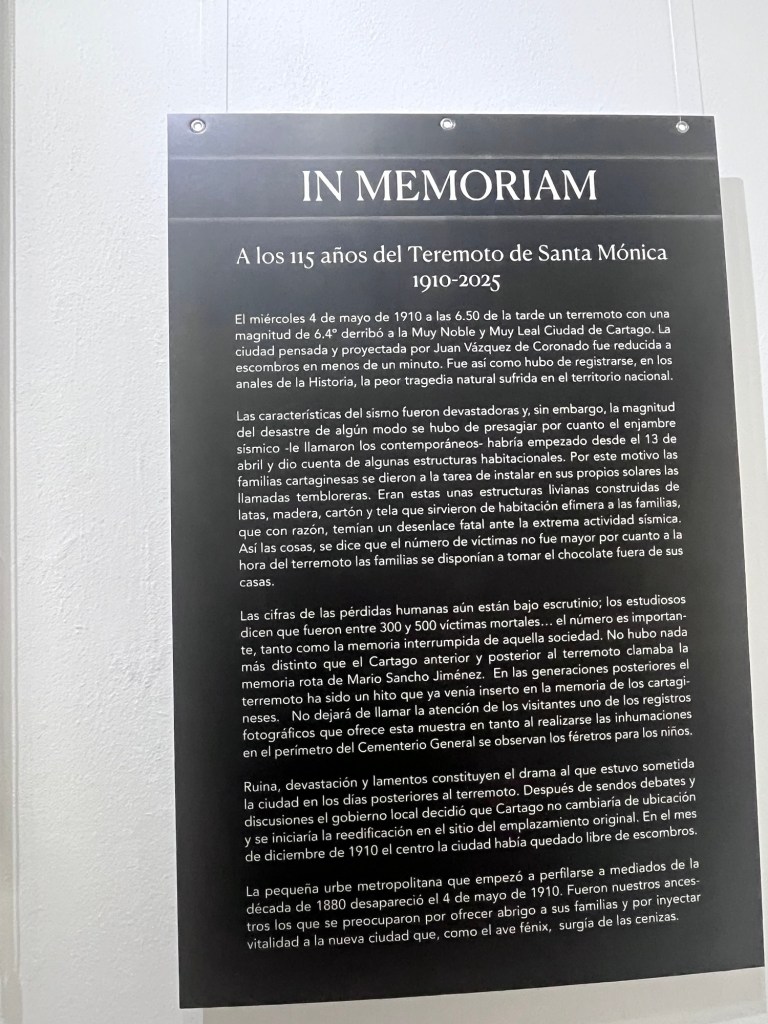 IN MEMORIAM
A los 115 años del Teremoto de Santa Mónica
1910-2025
El miércoles 4 de mayo de 1910 a las 6.50 de la tarde un terremoto con una
magnitud de 6.4° derribó a la Muy Noble y Muy Leal Ciudad de Cartago. La
ciudad pensada y proyectada por Juan Vázquez de Coronado fue reducida a
escombros en menos de un minuto. Fue así como hubo de registrarse, en los
anales de la Historia, la peor tragedia natural sufrida en el territorio nacional.
Las características del sismo fueron devastadoras y, sin embargo, la magnitud
del desastre de algún modo se hubo de presagiar por cuanto el enjambre
sísmico -le llamaron los contemporáneos- habría empezado desde el 13 de
abril y dio cuenta de algunas estructuras habitacionales. Por este motivo las
familias cartaginesas se dieron a la tarea de instalar en sus propios solares las
llamadas tembloreras. Eran estas unas estructuras livianas construidas de
latas, madera, cartón y tela que sirvieron de habitación efímera a las familias,
que con razón, temían un desenlace fatal ante la extrema actividad sísmica.
Así las cosas, se dice que el número de víctimas no fue mayor por cuanto a la
hora del terremoto las familias se disponían a tomar el chocolate fuera de sus
casas.
Las cifras de las pérdidas humanas aún están bajo escrutinio; los estudiosos
dicen que fueron entre 300 y 500 víctimas mortales... el número es importan-
te, tanto como la memoria interrumpida de aquella sociedad. No hubo nada
más distinto que el Cartago anterior y posterior al terremoto clamaba la
memoria rota de Mario Sancho Jiménez. En las generaciones posteriores el
terremoto ha sido un hito que ya venía inserto en la memoria de los cartagi-
neses. No dejará de llamar la atención de los visitantes uno de los registros
fotográficos que ofrece esta muestra en tanto al realizarse las inhumaciones
en el perímetro del Cementerio General se observan los féretros para los niños.
Ruina, devastación y lamentos constituyen el drama al que estuvo sometida
la ciudad en los días posteriores al terremoto. Después de sendos debates y
discusiones el gobierno local decidió que Cartago no cambiaría de ubicación
y se iniciaría la reedificación en el sitio del emplazamiento original. En el mes
de diciembre de 1910 el centro la ciudad había quedado libre de escombros.
La pequeña urbe metropolitana que empezó a perfilarse a mediados de la
década de 1880 desapareció el 4 de mayo de 1910. Fueron nuestros ances-
tros los que se preocuparon por ofrecer abrigo a sus familias y por inyectar
vitalidad a la nueva ciudad que, como el ave fénix, surgía de las cenizas.